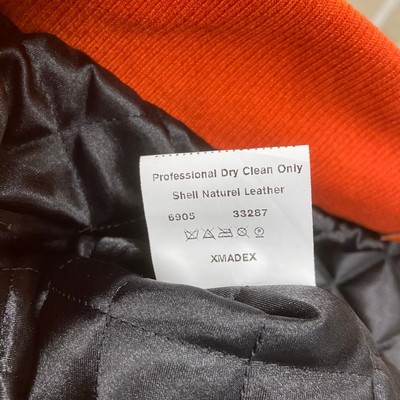 Professional Dry Clean Only
Shell Naturel Leather
6905 33287
XMADEX